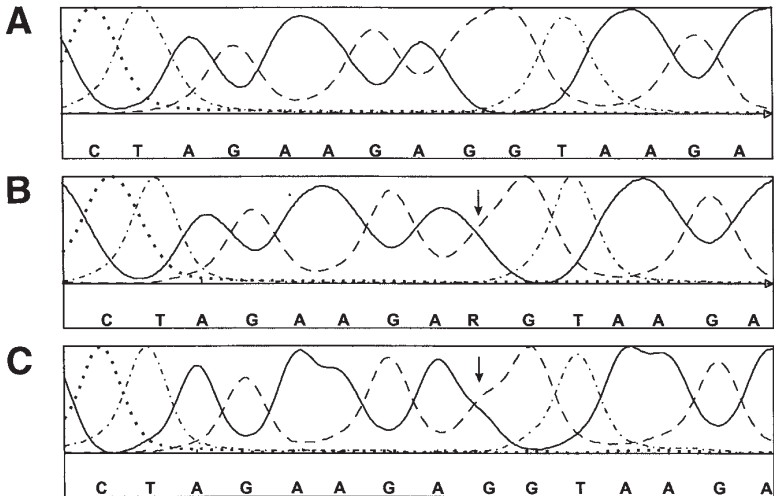 A
C T A G A A G A G G T A A G A
B
C T A G A A G A R G T A A G A
C
C T A G A A G A G G T A A G A